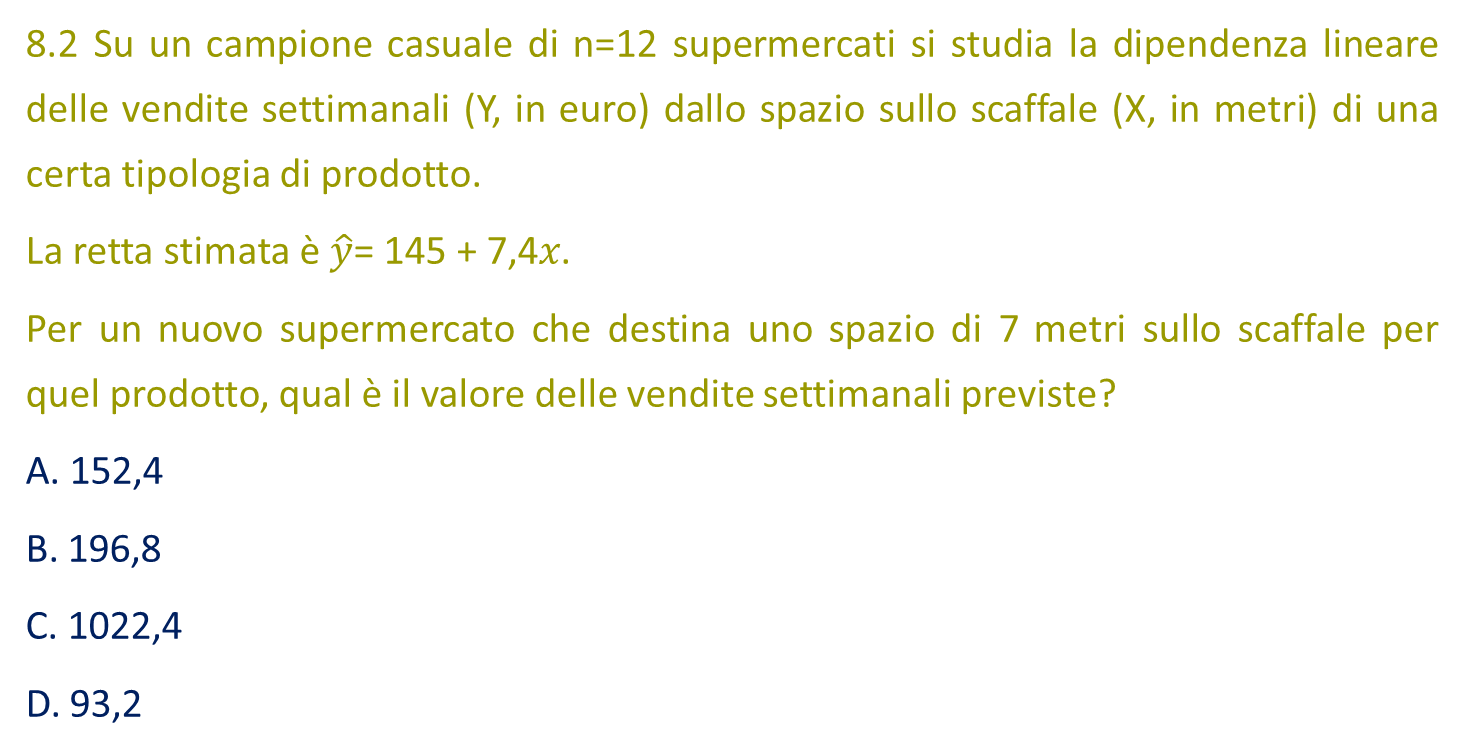 8.2 Su un campione casuale di n=12 supermercati si studia la dipendenza lineare
delle vendite settimanali (Y, in euro) dallo spazio sullo scaffale (X, in metri) di una
certa tipologia di prodotto.
La retta stimata è ŷ= 145 + 7,4x.
Per un nuovo supermercato che destina uno spazio di 7 metri sullo scaffale per
quel prodotto, qual è il valore delle vendite settimanali previste?
A. 152,4
B. 196,8
C. 1022,4
D. 93,2